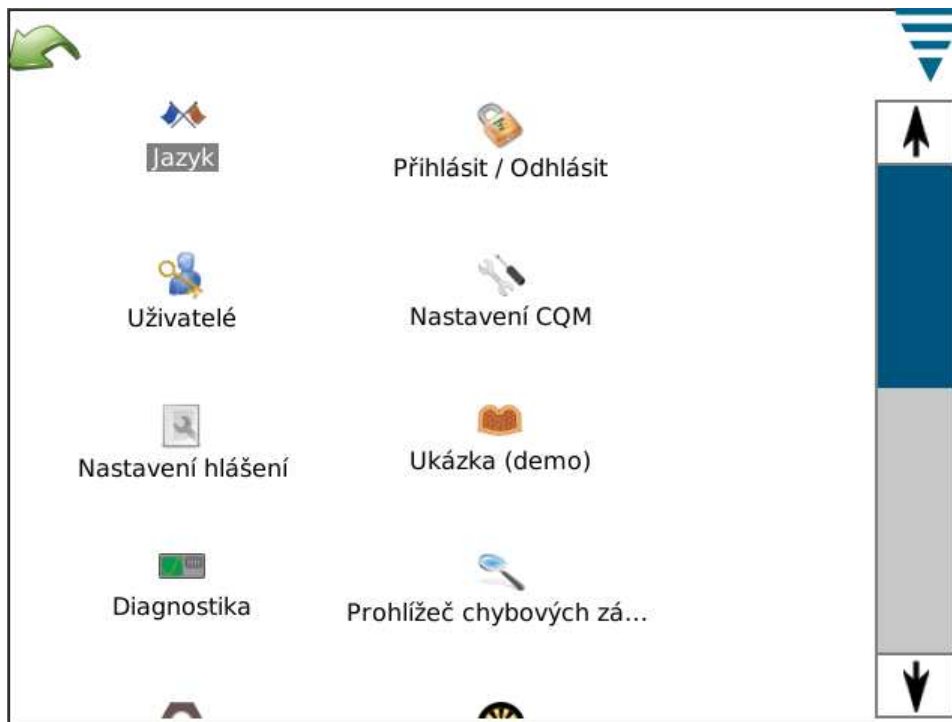 Jazyk
Přihlásit / Odhlásit
Uživatelé
Nastavení CQM
Nastavení hlášení
Ukázka (demo)
Diagnostika
Prohlížeč chybových zá...